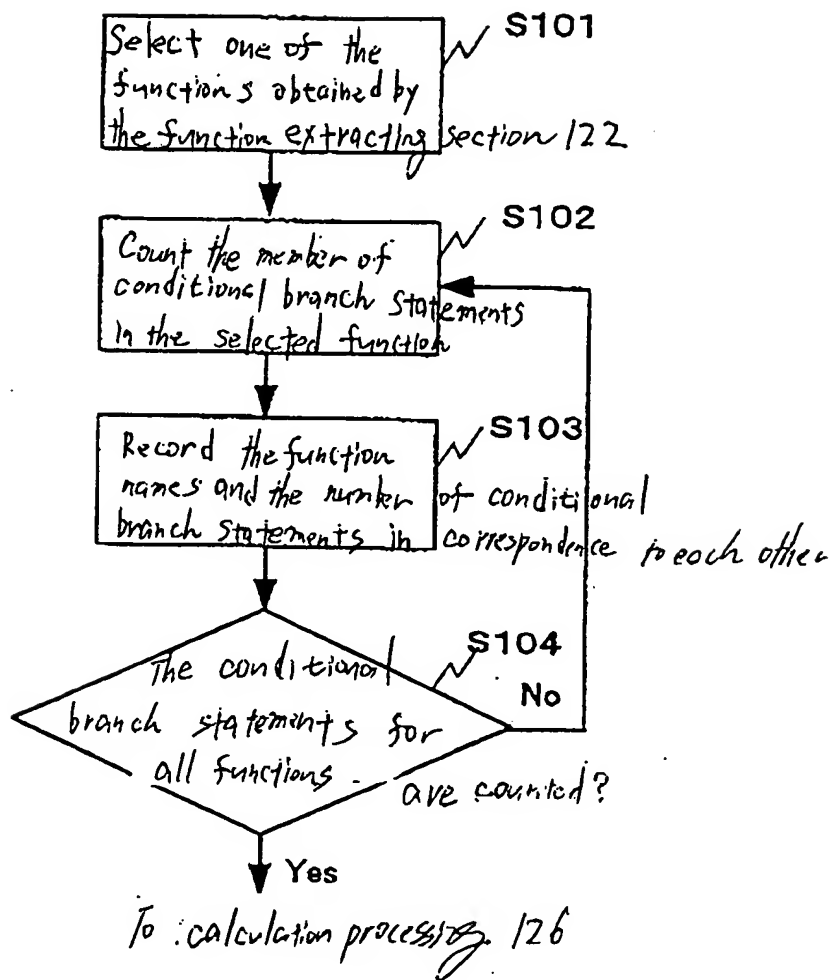 S101
Select one of the
functions obtained by
the function extracting section 122
S102
Count the member of
conditional branch statements
in the selected function
S103
Record the function
names and the number of conditional
branch statements in correspondence to each other
S104
The conditional
branch statements for
all functions
are counted?
No
Yes
To calculation processing 126